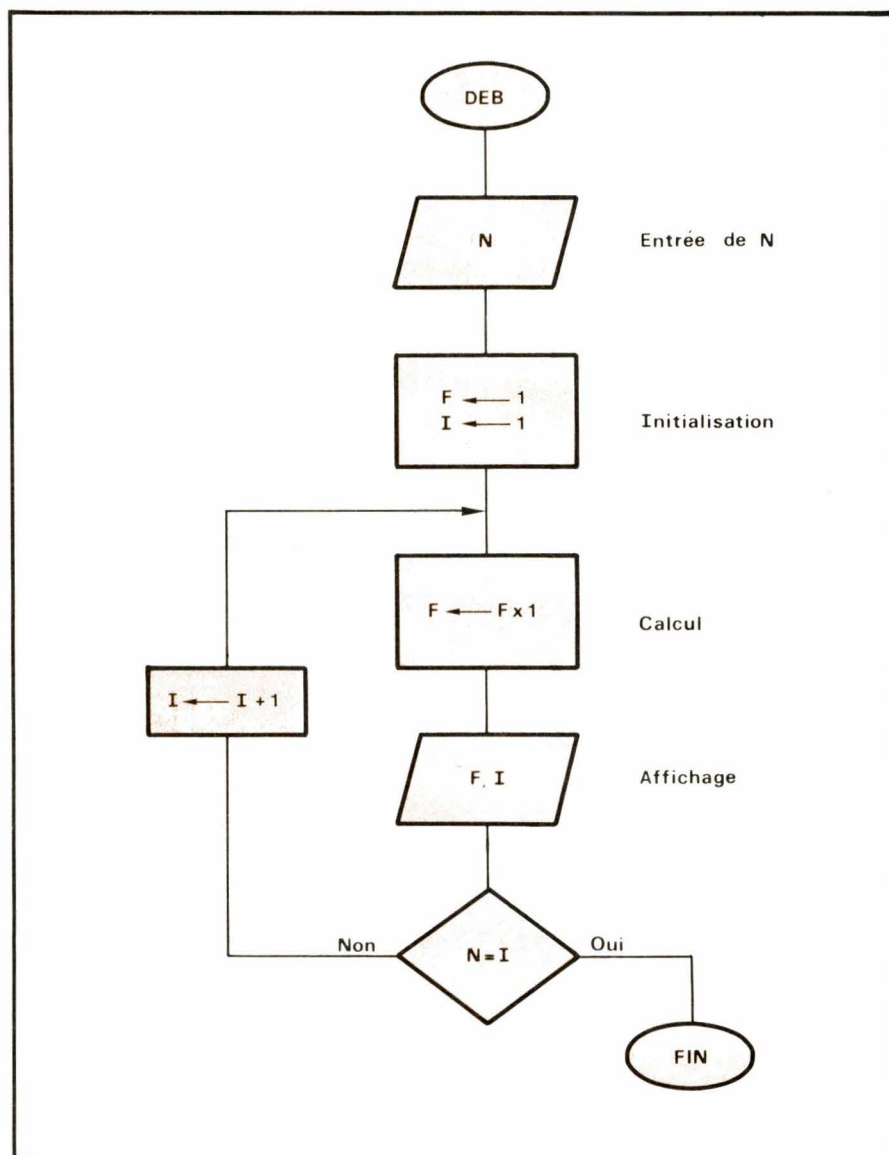 DEB
N
Entrée de N
F ← 1
I ← 1
Initialisation
F ← F x 1
Calcul
I ← I + 1
F, I
Affichage
Non
N = I
Oui
FIN